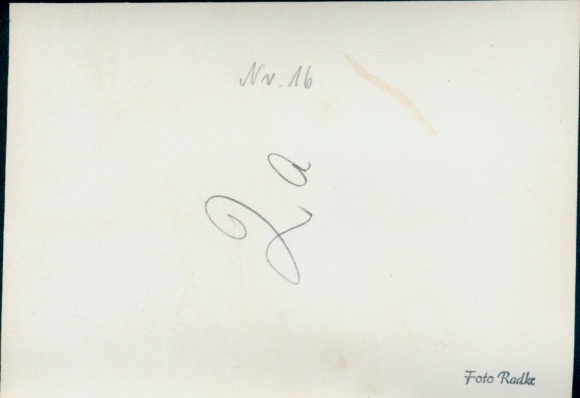 Nr. 16
2a
Foto Radke